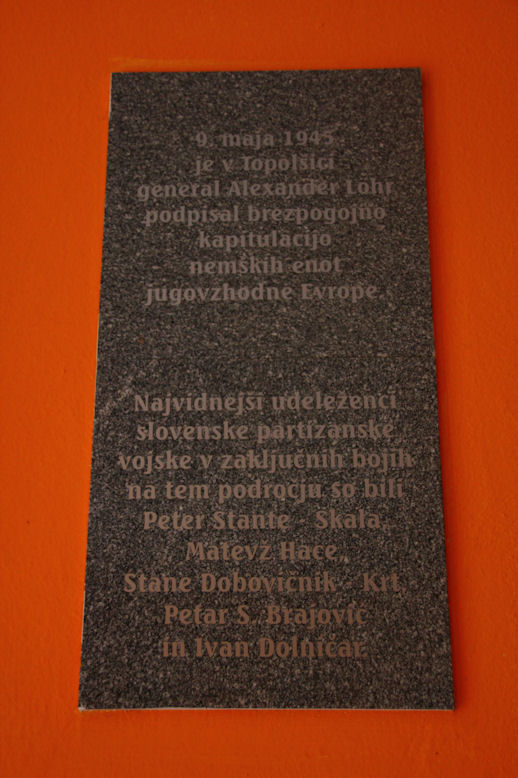 9. maja 1945
je v Topolšici
general Alexander Löhr
podpisal brezpogojno
kapitulacijo
nemških enot
jugovzhodne Evrope.
Najvidnejši udeleženci
slovenske partizanske
vojske v zaključnih bojih
na tem področju so bili
Peter Stante - Skala,
Matevž Hace,
Stane Dobovičnik - Krt,
Petar S. Brajović
in Ivan Dolničar.